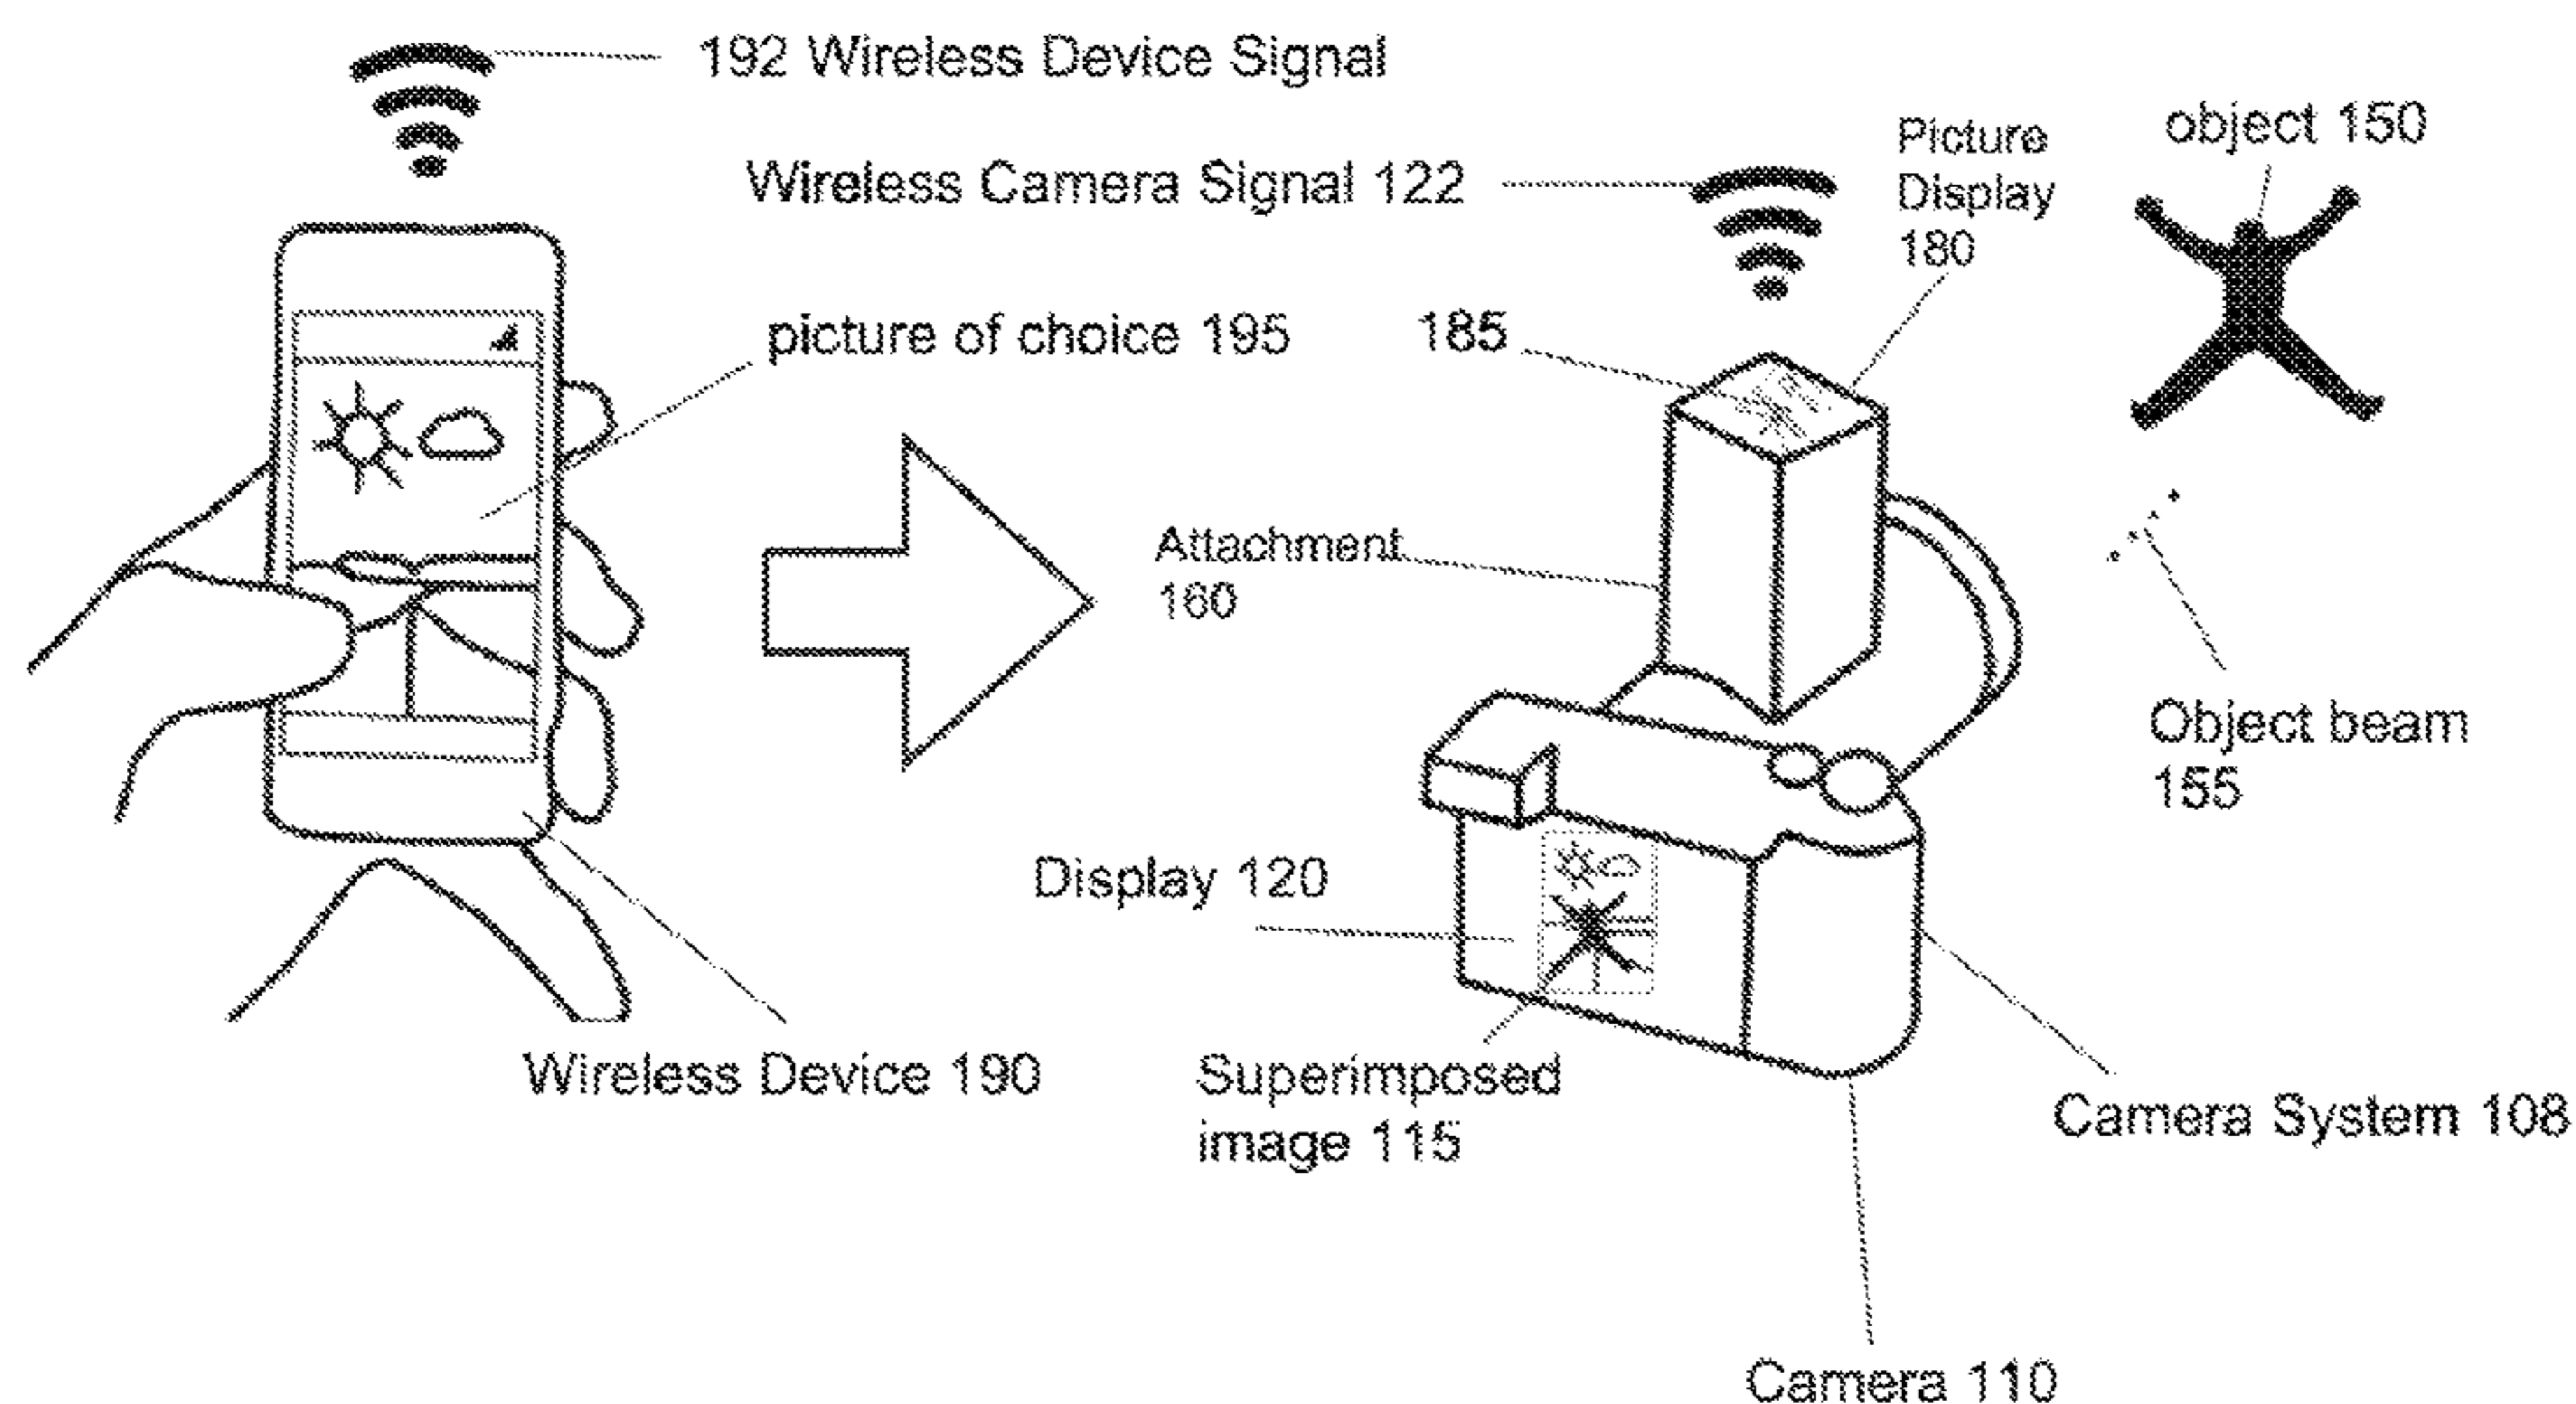 192 Wireless Device Signal
Wireless Camera Signal 122
Picture
Display
180
object 150
picture of choice 195
185
Attachment
160
Object beam
155
Display 120
Wireless Device 190
Superimposed
image 115
Camera System 108
Camera 110